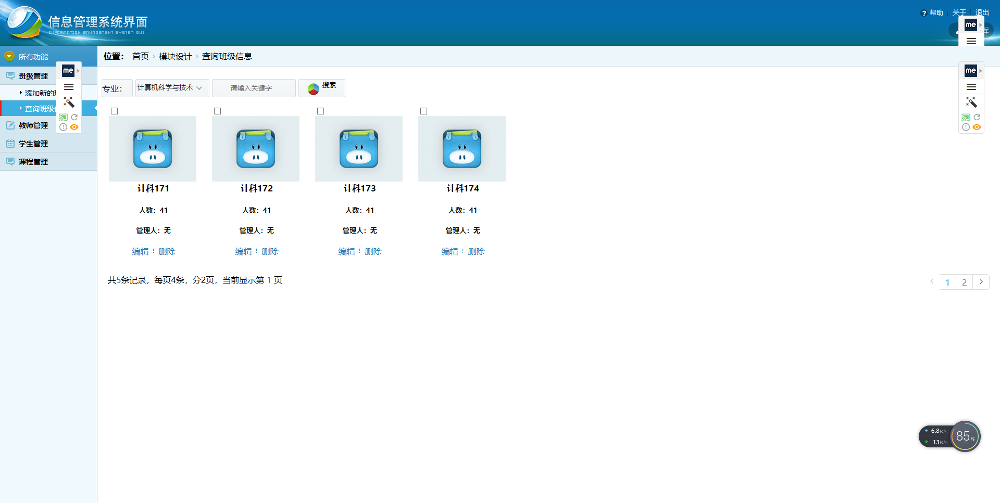 信息管理系统界面
INFORMATION MANAGEMENT SYSTEM GUI
帮助
关于
退出
me
me
me
所有功能
班级管理
添加新的
查询班级
教师管理
学生管理
课程管理
位置：
首页 › 模块设计 › 查询班级信息
专业：
计算机科学与技术
请输入关键字
搜索
计科171
计科172
计科173
计科174
人数：41
人数：41
人数：41
人数：41
管理人：无
管理人：无
管理人：无
管理人：无
编辑 删除
编辑 删除
编辑 删除
编辑 删除
共5条记录，每页4条，分2页，当前显示第 1 页
1 2
6.8K/s
13K/s
85%